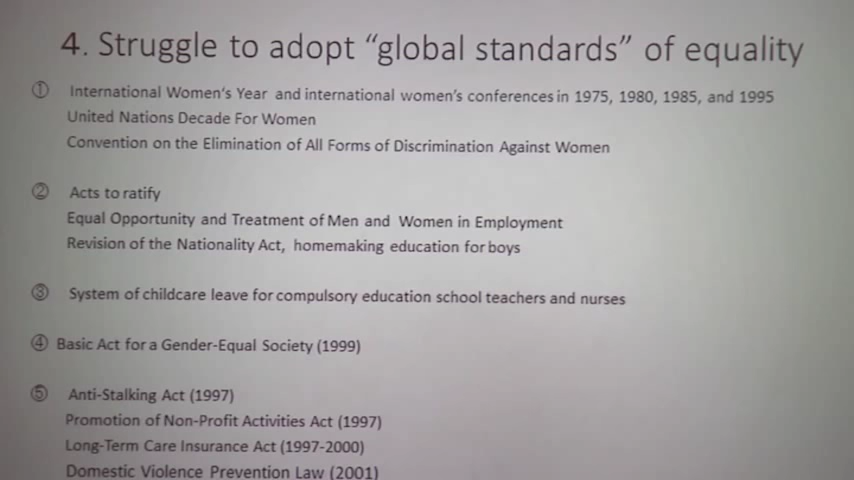 4. Struggle to adopt “global standards” of equality
① International Women's Year and international women's conferences in 1975, 1980, 1985, and 1995
United Nations Decade For Women
Convention on the Elimination of All Forms of Discrimination Against Women
② Acts to ratify
Equal Opportunity and Treatment of Men and Women in Employment
Revision of the Nationality Act, homemaking education for boys
③ System of childcare leave for compulsory education school teachers and nurses
④ Basic Act for a Gender-Equal Society (1999)
⑤ Anti-Stalking Act (1997)
Promotion of Non-Profit Activities Act (1997)
Long-Term Care Insurance Act (1997-2000)
Domestic Violence Prevention Law (2001)